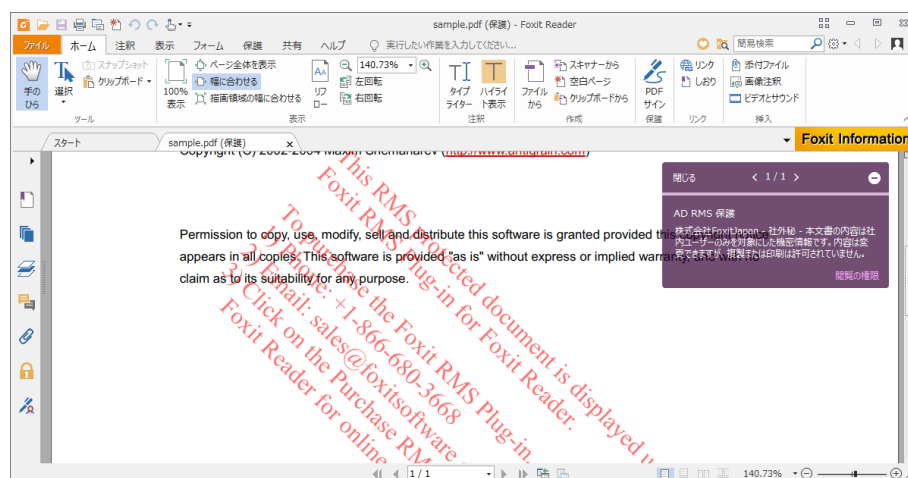 sample.pdf (保護) - Foxit Reader
ファイル ホーム 注釈 表示 フォーム 保護 共有 ヘルプ 実行したい作業を入力してください... 簡易検索
手のひら
選択
スナップショット
クリップボード
ツール
100% 表示
ページ全体を表示
幅に合わせる
描画領域の幅に合わせる
リフロー
140.73%
左回転
右回転
表示
タイプライター
ハイライト表示
注釈
ファイルから
スキャナーから
空白ページ
クリップボードから
作成
PDF サイン
保護
リンク
しおり
リンク
添付ファイル
画像注釈
ビデオとサウンド
挿入
スタート
sample.pdf (保護) x
Foxit Information
Copyright (C) 2002-2004 Maxim Shemanarev (http://www.antigrain.com)
Permission to copy, use, modify, sell and distribute this software is granted provided this copyright notice
appears in all copies. This software is provided "as is" without express or implied warranty, and with no
claim as to its suitability for any purpose.
This RMS protected document is displayed
Foxit RMS Plug-in for Foxit Reader.
To purchase the Foxit RMS Plug-in.
1) Phone: +1-866-680-3668
2) Email: sales@foxitsoftware
3) Click on the Purchase RM
Foxit Reader for online
閉じる < 1 / 1 >
AD RMS 保護
株式会社FoxitJapan - 社外秘 - 本文書の内容は社
内ユーザーのみを対象にした機密情報です。内容は変
更できますが、複製または印刷は許可されていません。
閲覧の権限
1 / 1
140.73%